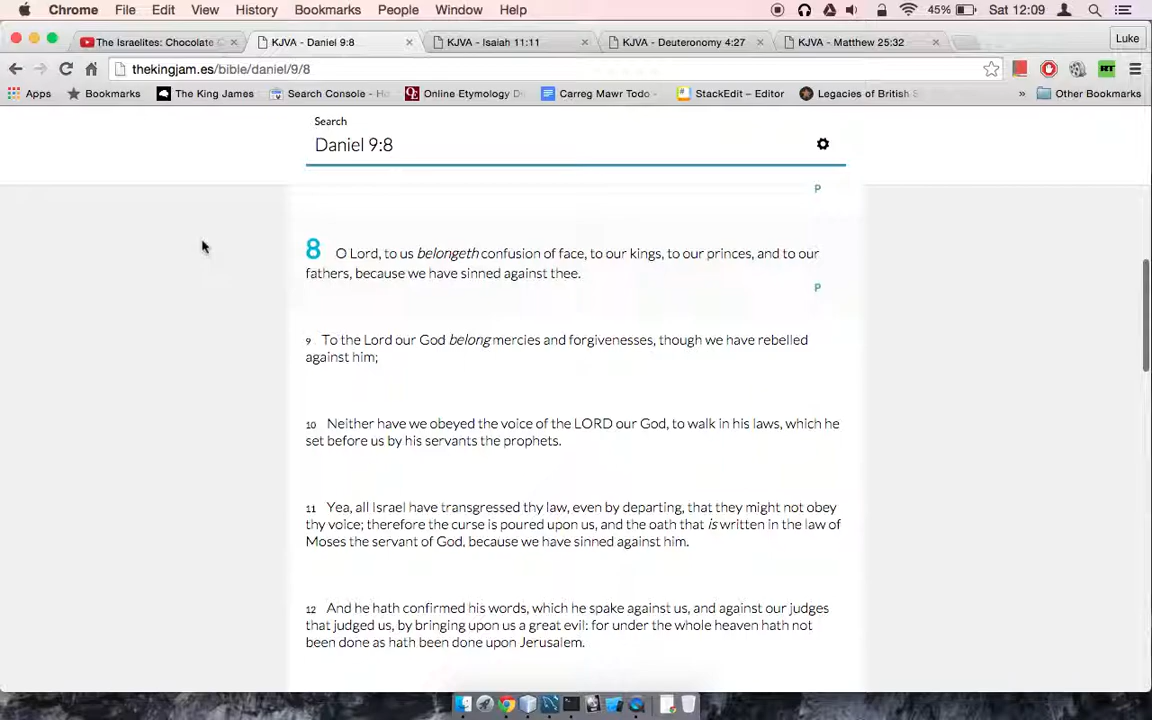 Chrome File Edit View History Bookmarks People Window Help 45% Sat 12:09
The Israelites: Chocolate KJVA - Daniel 9:8 KJVA - Isaiah 11:11 KJVA - Deuteronomy 4:27 KJVA - Matthew 25:32 Luke
thekingjam.es/bible/daniel/9/8
Apps Bookmarks The King James Search Console - Ho Online Etymology D Carreg Mawr Todo - StackEdit – Editor Legacies of British S » Other Bookmarks
Search
Daniel 9:8
P
8 O Lord, to us belongeth confusion of face, to our kings, to our princes, and to our
fathers, because we have sinned against thee.
P
9 To the Lord our God belong mercies and forgivenesses, though we have rebelled
against him;
10 Neither have we obeyed the voice of the LORD our God, to walk in his laws, which he
set before us by his servants the prophets.
11 Yea, all Israel have transgressed thy law, even by departing, that they might not obey
thy voice; therefore the curse is poured upon us, and the oath that is written in the law of
Moses the servant of God, because we have sinned against him.
12 And he hath confirmed his words, which he spake against us, and against our judges
that judged us, by bringing upon us a great evil: for under the whole heaven hath not
been done as hath been done upon Jerusalem.